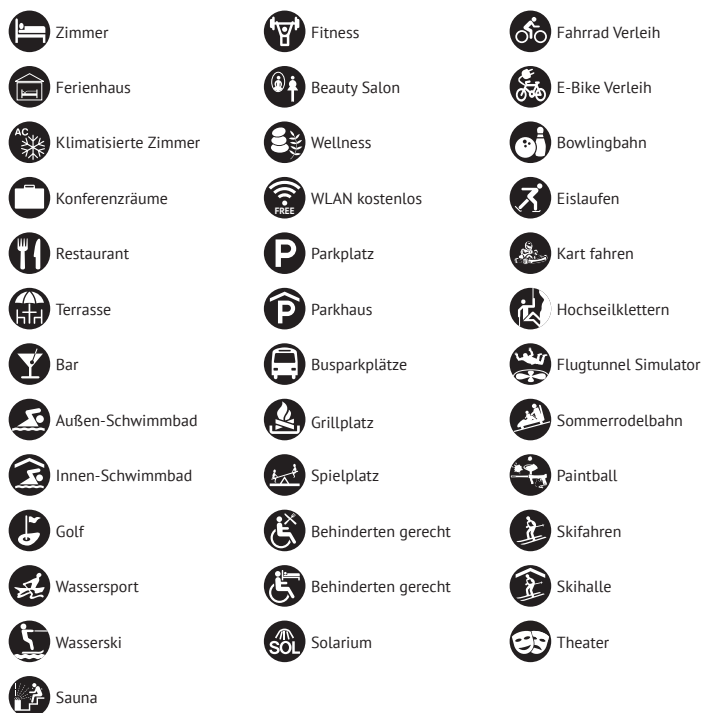 Zimmer
Ferienhaus
AC
Klimatisierte Zimmer
Konferenzräume
Restaurant
Terrasse
Bar
Außen-Schwimmbad
Innen-Schwimmbad
Golf
Wassersport
Wasserski
Sauna
Fitness
Beauty Salon
Wellness
FREE
WLAN kostenlos
P
Parkplatz
P
Parkhaus
Busparkplätze
Grillplatz
Spielplatz
Behinderten gerecht
Behinderten gerecht
SOL
Solarium
Fahrrad Verleih
E-Bike Verleih
Bowlingbahn
Eislaufen
Kart fahren
Hochseilklettern
Flugtunnel Simulator
Sommerrodelbahn
Paintball
Skifahren
Skihalle
Theater